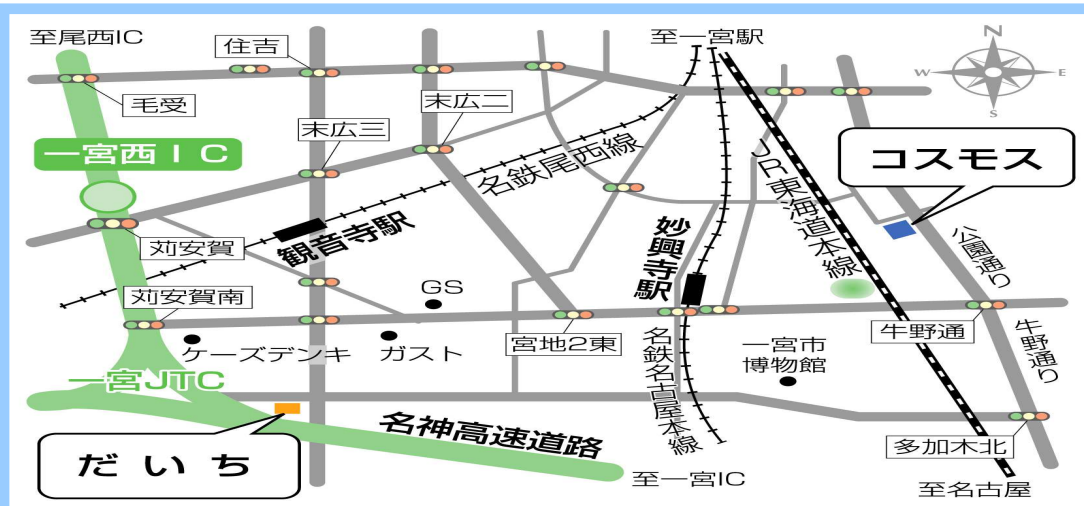 至尾西IC
住吉
至一宮駅
N
W
E
S
毛受
末広二
末広三
一宮西IC
名鉄尾西線
コスモス
JR東海道本線
苅安賀
観音寺駅
妙興寺駅
公園通り
苅安賀南
GS
ケーズデンキ
ガスト
宮地2東
一宮市
博物館
牛野通
牛野通り
一宮JTC
名鉄名古屋本線
名神高速道路
だいち
至一宮IC
多加木北
至名古屋